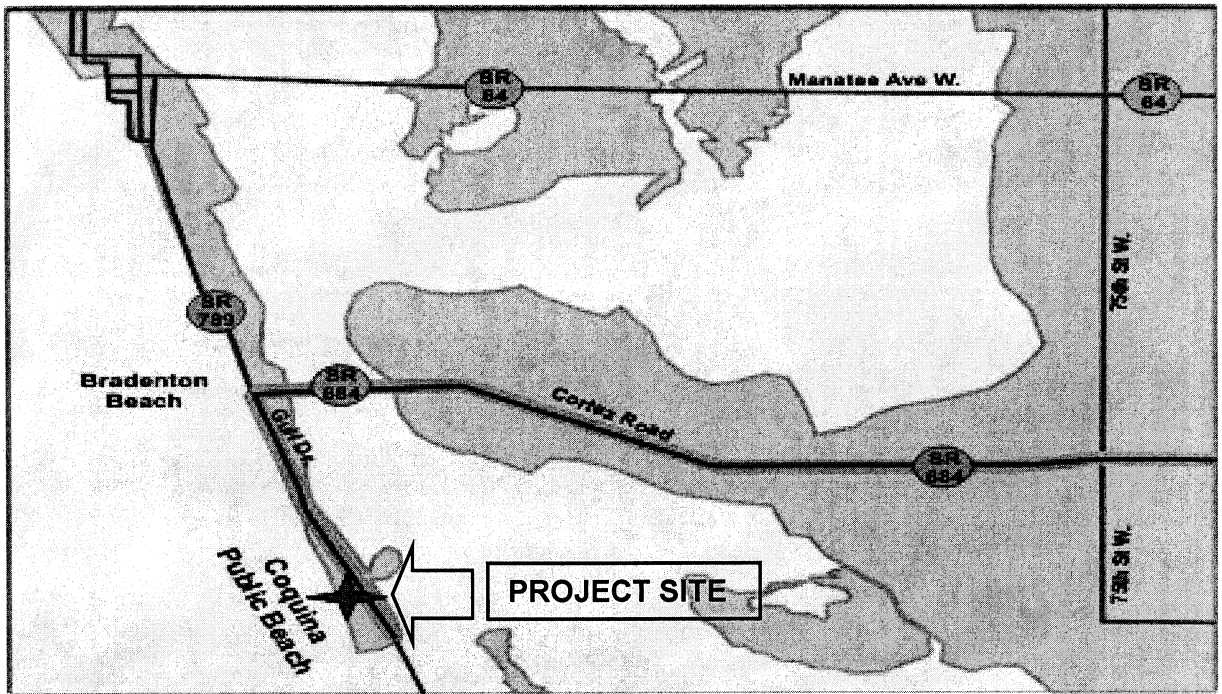 SR
64
Manatee Ave W.
SR
64
75th St W.
SR
789
Bradenton
Beach
SR
684
Cortez Road
Gulf Dr.
SR
684
Coquina
Public Beach
PROJECT SITE
75th St W.